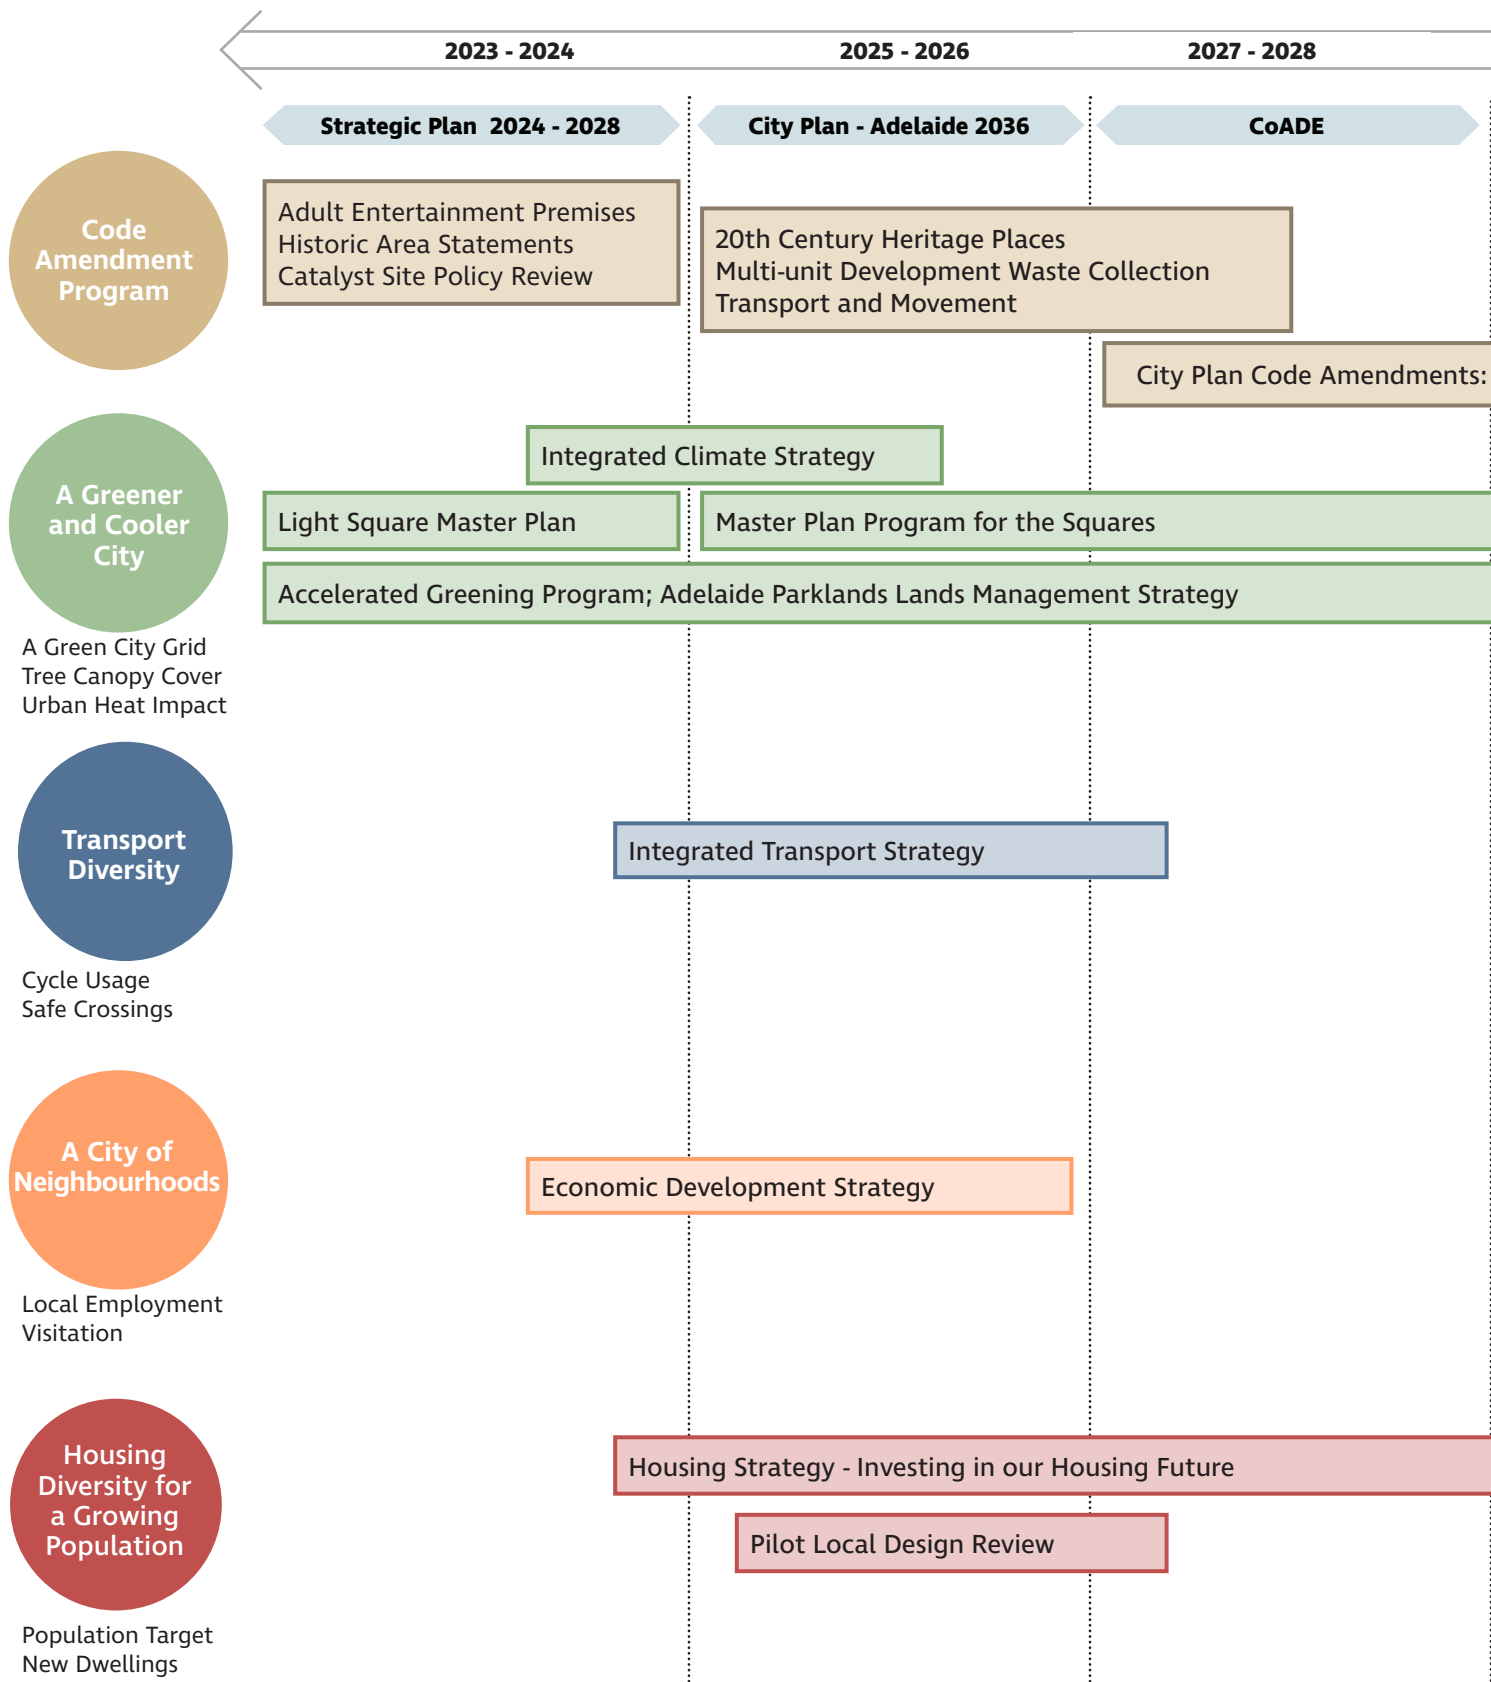 2023 - 2024
2025 - 2026
2027 - 2028
Strategic Plan 2024 - 2028
City Plan - Adelaide 2036
CoADE
Code
Amendment
Program
Adult Entertainment Premises
Historic Area Statements
Catalyst Site Policy Review
20th Century Heritage Places
Multi-unit Development Waste Collection
Transport and Movement
City Plan Code Amendments:
A Greener
and Cooler
City
Integrated Climate Strategy
Light Square Master Plan
Master Plan Program for the Squares
Accelerated Greening Program; Adelaide Parklands Lands Management Strategy
A Green City Grid
Tree Canopy Cover
Urban Heat Impact
Transport
Diversity
Integrated Transport Strategy
Cycle Usage
Safe Crossings
A City of
Neighbourhoods
Economic Development Strategy
Local Employment
Visitation
Housing
Diversity for
a Growing
Population
Housing Strategy - Investing in our Housing Future
Pilot Local Design Review
Population Target
New Dwellings